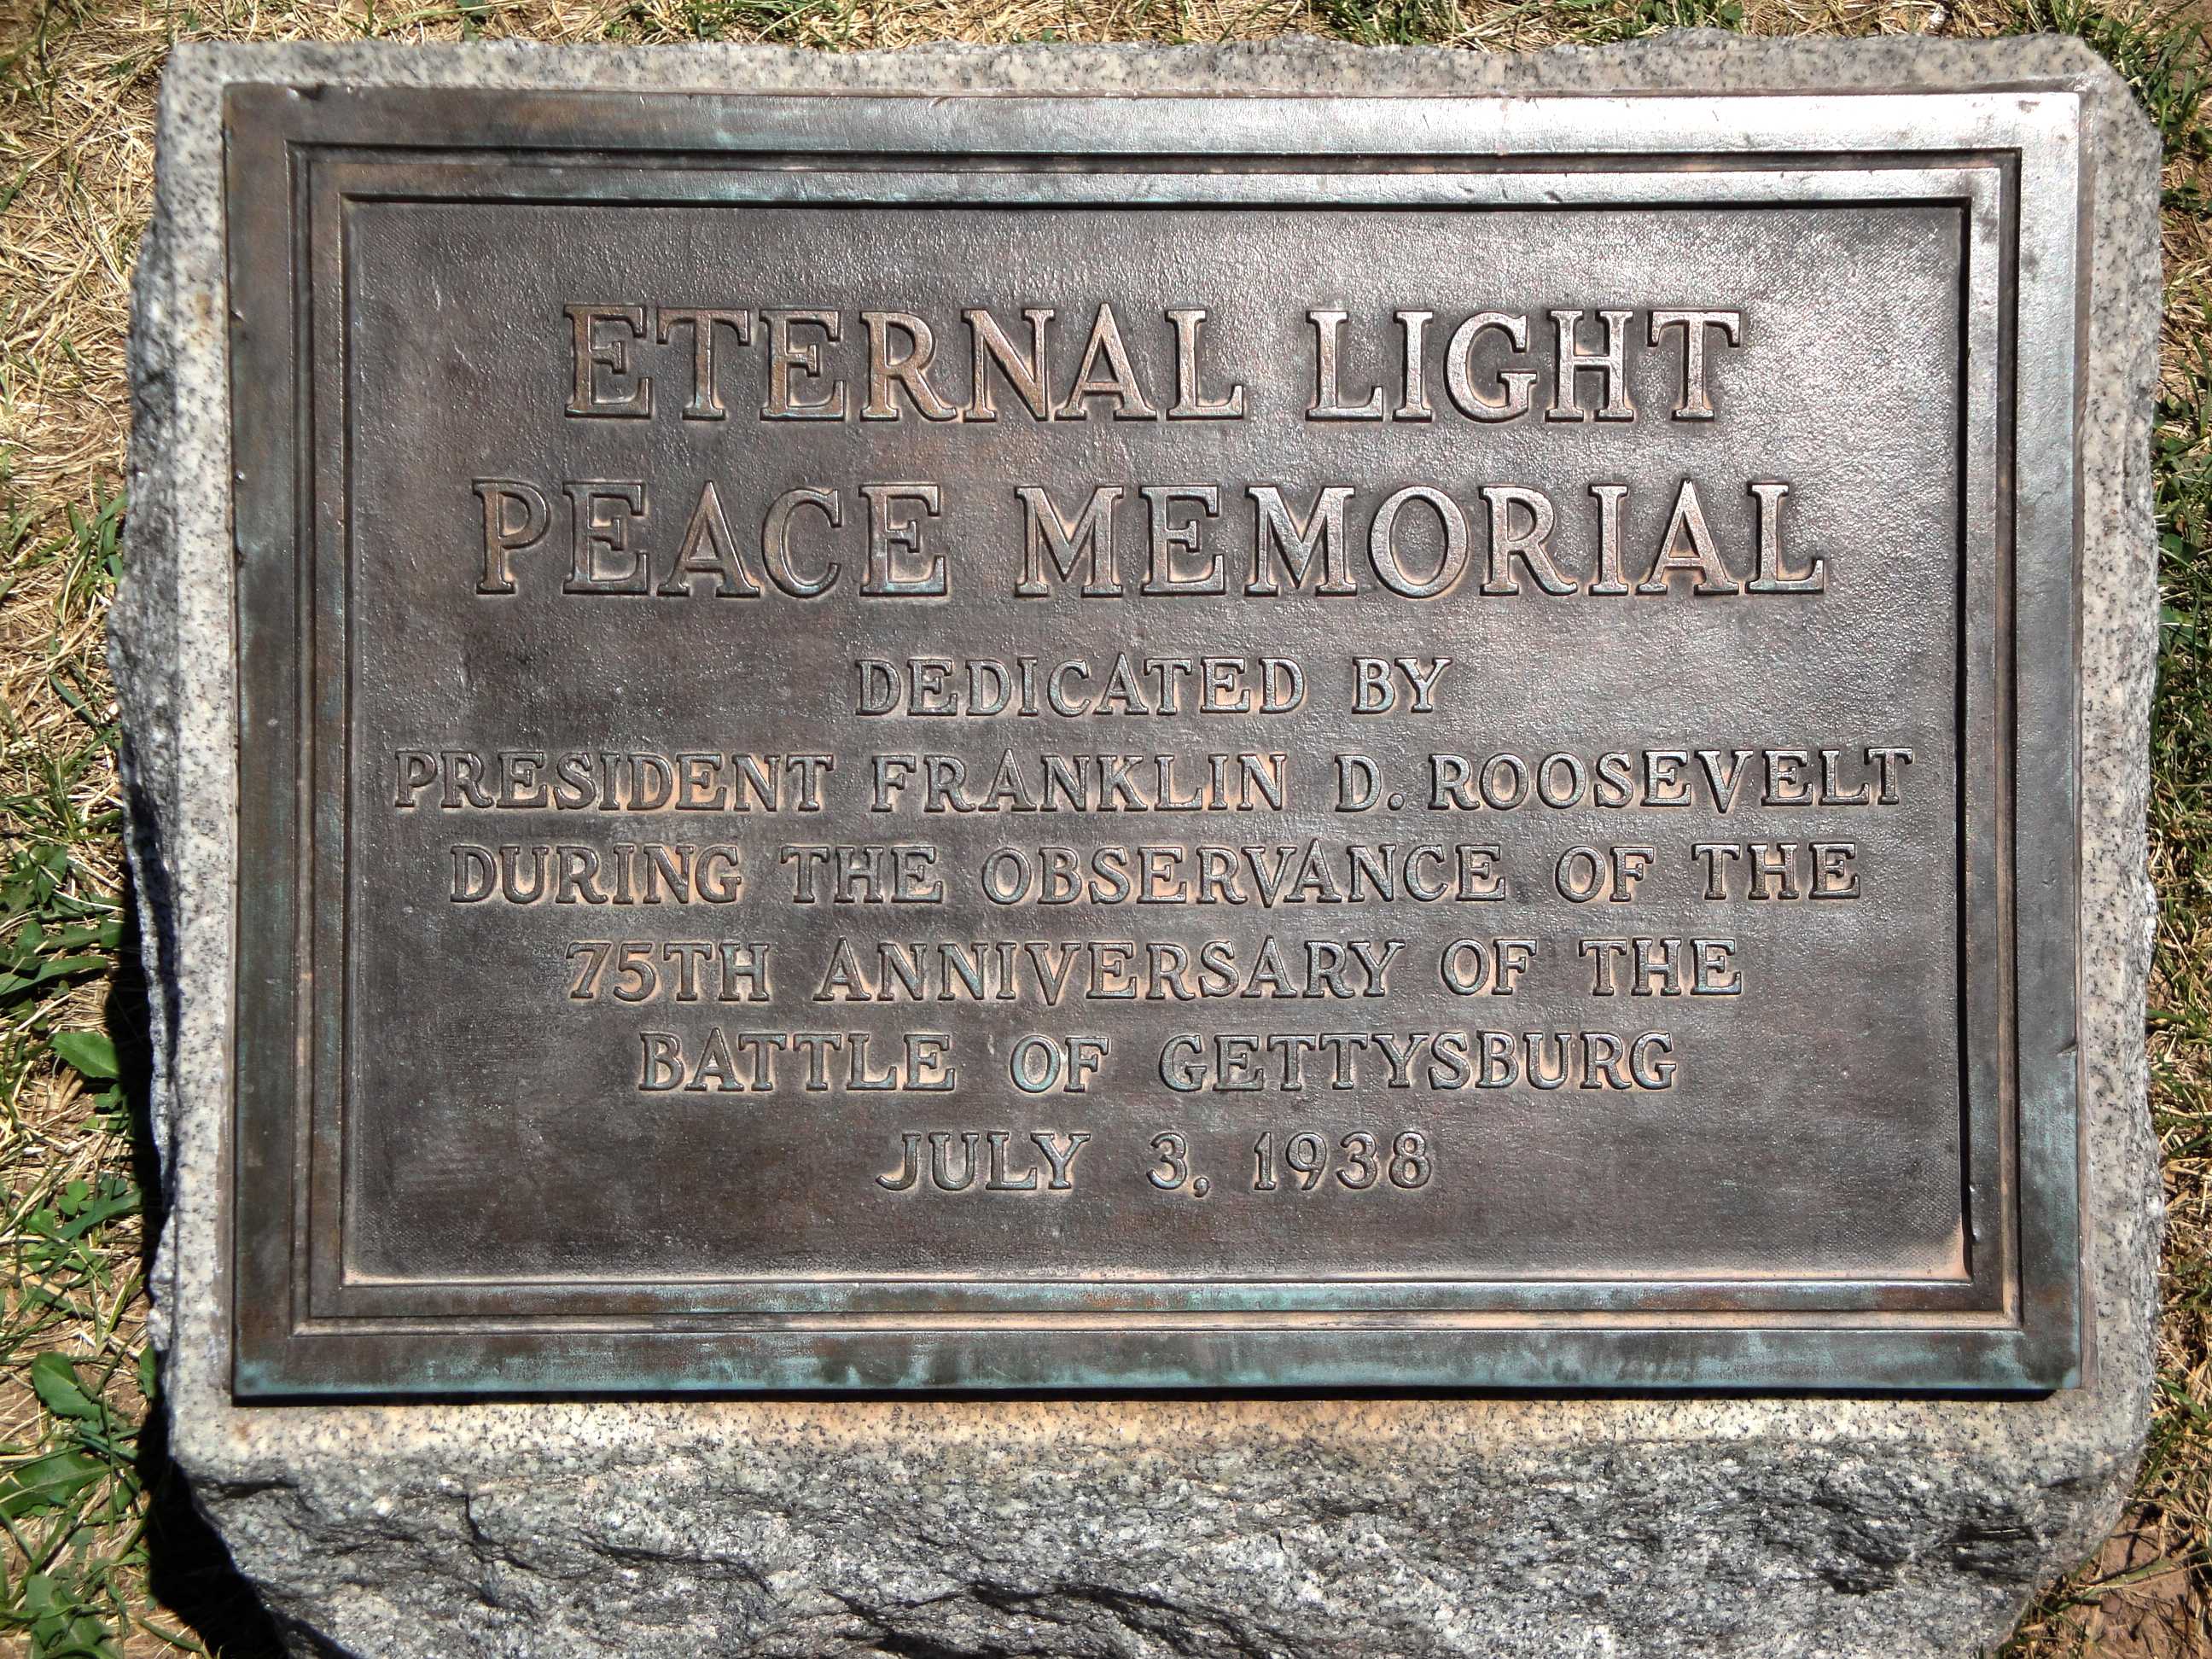 ETERNAL LIGHT
PEACE MEMORIAL
DEDICATED BY
PRESIDENT FRANKLIN D. ROOSEVELT
DURING THE OBSERVANCE OF THE
75TH ANNIVERSARY OF THE
BATTLE OF GETTYSBURG
JULY 3, 1938